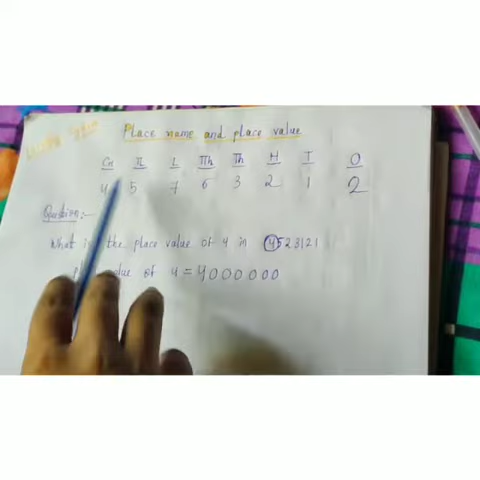 Place name and place value
Cr TL L TTh Th H T O
4 5 7 6 3 2 1 2
Question:-
What is the place value of 4 in 4523121
value of 4 = 4000000